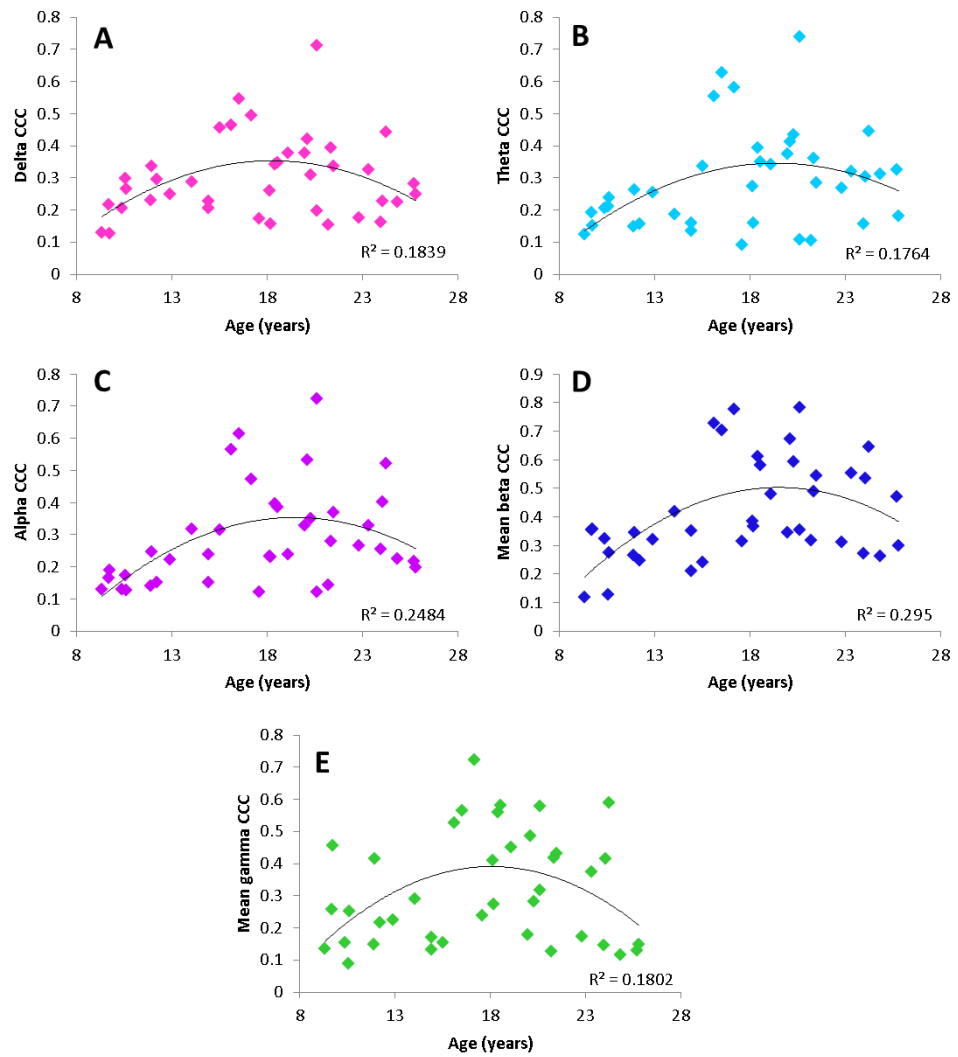 A
Delta CCC
0.8
0.7
0.6
0.5
0.4
0.3
0.2
0.1
0
R² = 0.1839
8 13 18 23 28
Age (years)
B
Theta CCC
0.8
0.7
0.6
0.5
0.4
0.3
0.2
0.1
0
R² = 0.1764
8 13 18 23 28
Age (years)
C
Alpha CCC
0.8
0.7
0.6
0.5
0.4
0.3
0.2
0.1
0
R² = 0.2484
8 13 18 23 28
Age (years)
D
Mean beta CCC
0.9
0.8
0.7
0.6
0.5
0.4
0.3
0.2
0.1
0
R² = 0.295
8 13 18 23 28
Age (years)
E
Mean gamma CCC
0.8
0.7
0.6
0.5
0.4
0.3
0.2
0.1
0
R² = 0.1802
8 13 18 23 28
Age (years)